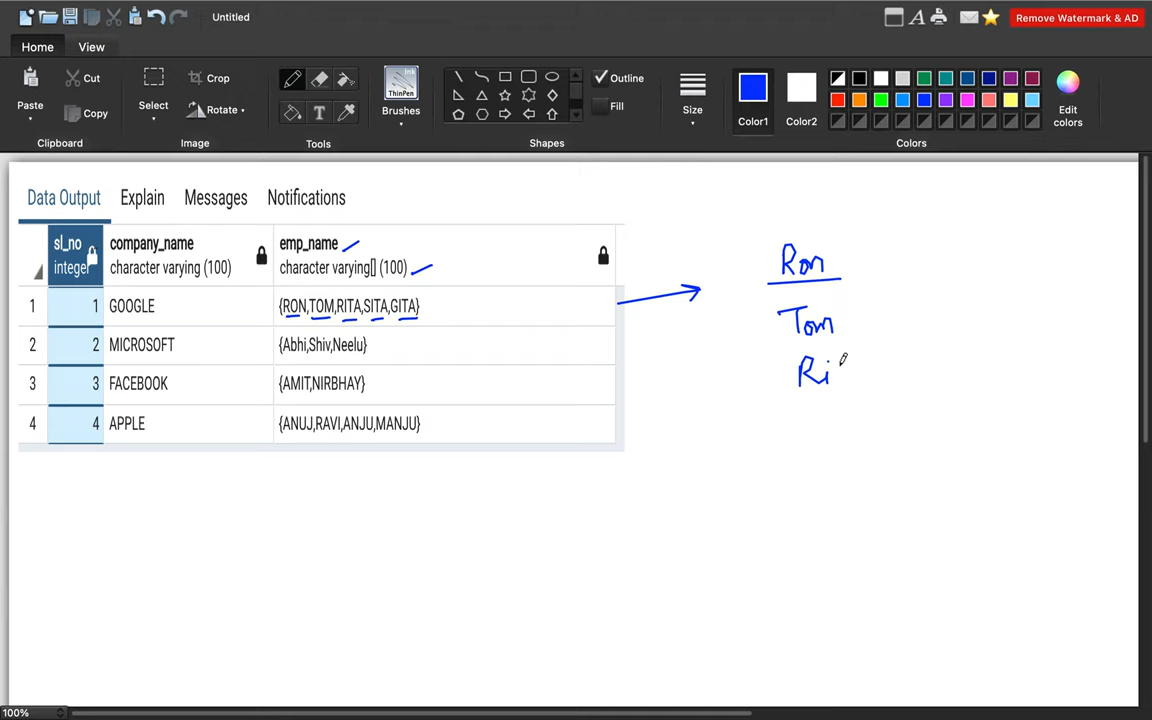 Untitled
Remove Watermark & AD
Home View
Paste Cut Copy Select Crop Rotate T Ink ThinPen Brushes Outline Fill Size Color1 Color2 Edit colors
Clipboard Image Tools Shapes Colors
Data Output Explain Messages Notifications
sl_no integer company_name character varying (100) emp_name character varying[] (100)
1 1 GOOGLE {RON,TOM,RITA,SITA,GITA}
2 2 MICROSOFT {Abhi,Shiv,Neelu}
3 3 FACEBOOK {AMIT,NIRBHAY}
4 4 APPLE {ANUJ,RAVI,ANJU,MANJU}
Ron
Tom
Ri
100%